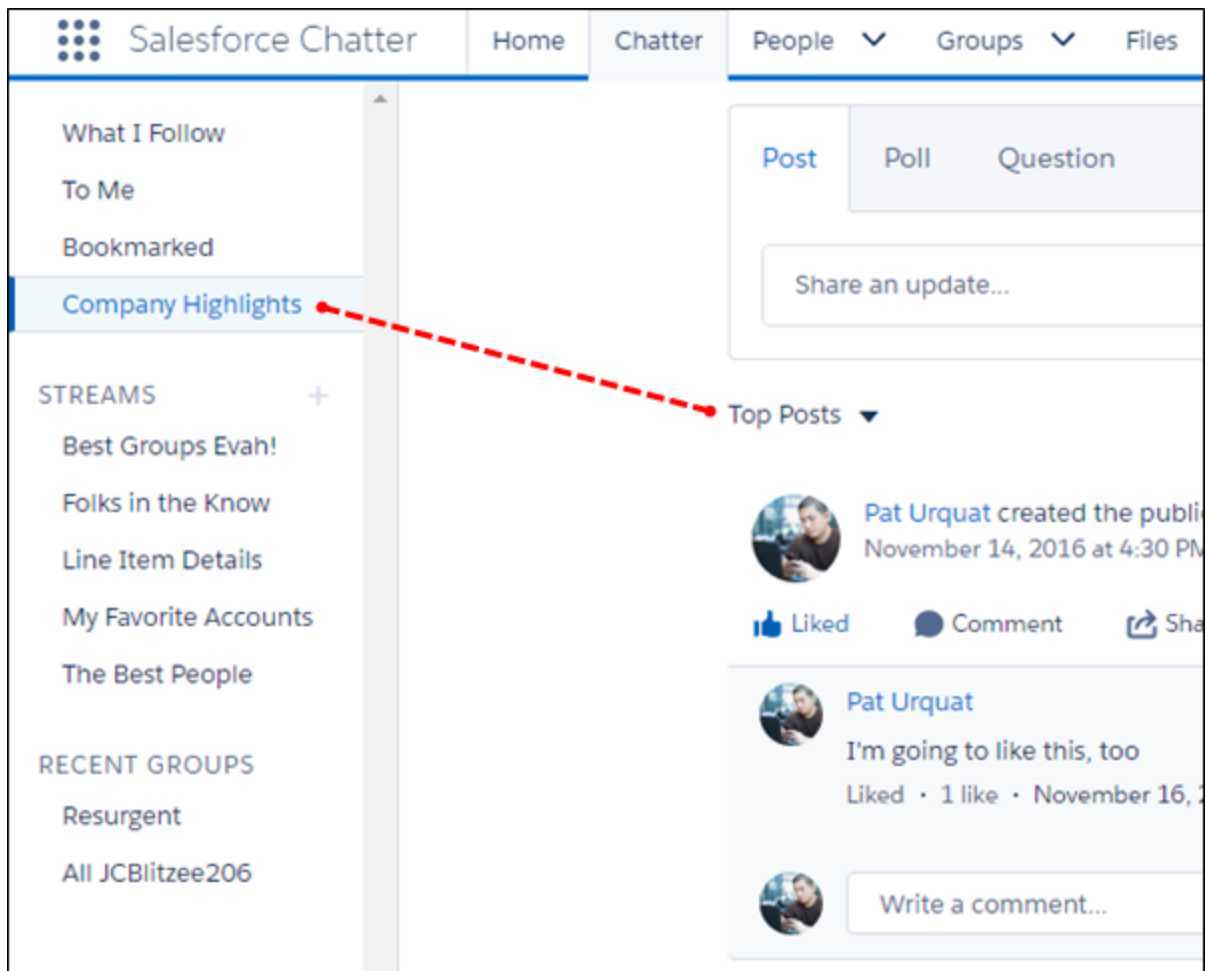 Salesforce Chatter Home Chatter People Groups Files
What I Follow
To Me
Bookmarked
Company Highlights
STREAMS
Best Groups Evah!
Folks in the Know
Line Item Details
My Favorite Accounts
The Best People
RECENT GROUPS
Resurgent
All JCBlitzee206
Post Poll Question
Share an update...
Top Posts
Pat Urquat created the publi
November 14, 2016 at 4:30 PM
Liked Comment Sha
Pat Urquat
I'm going to like this, too
Liked · 1 like · November 16,
Write a comment...